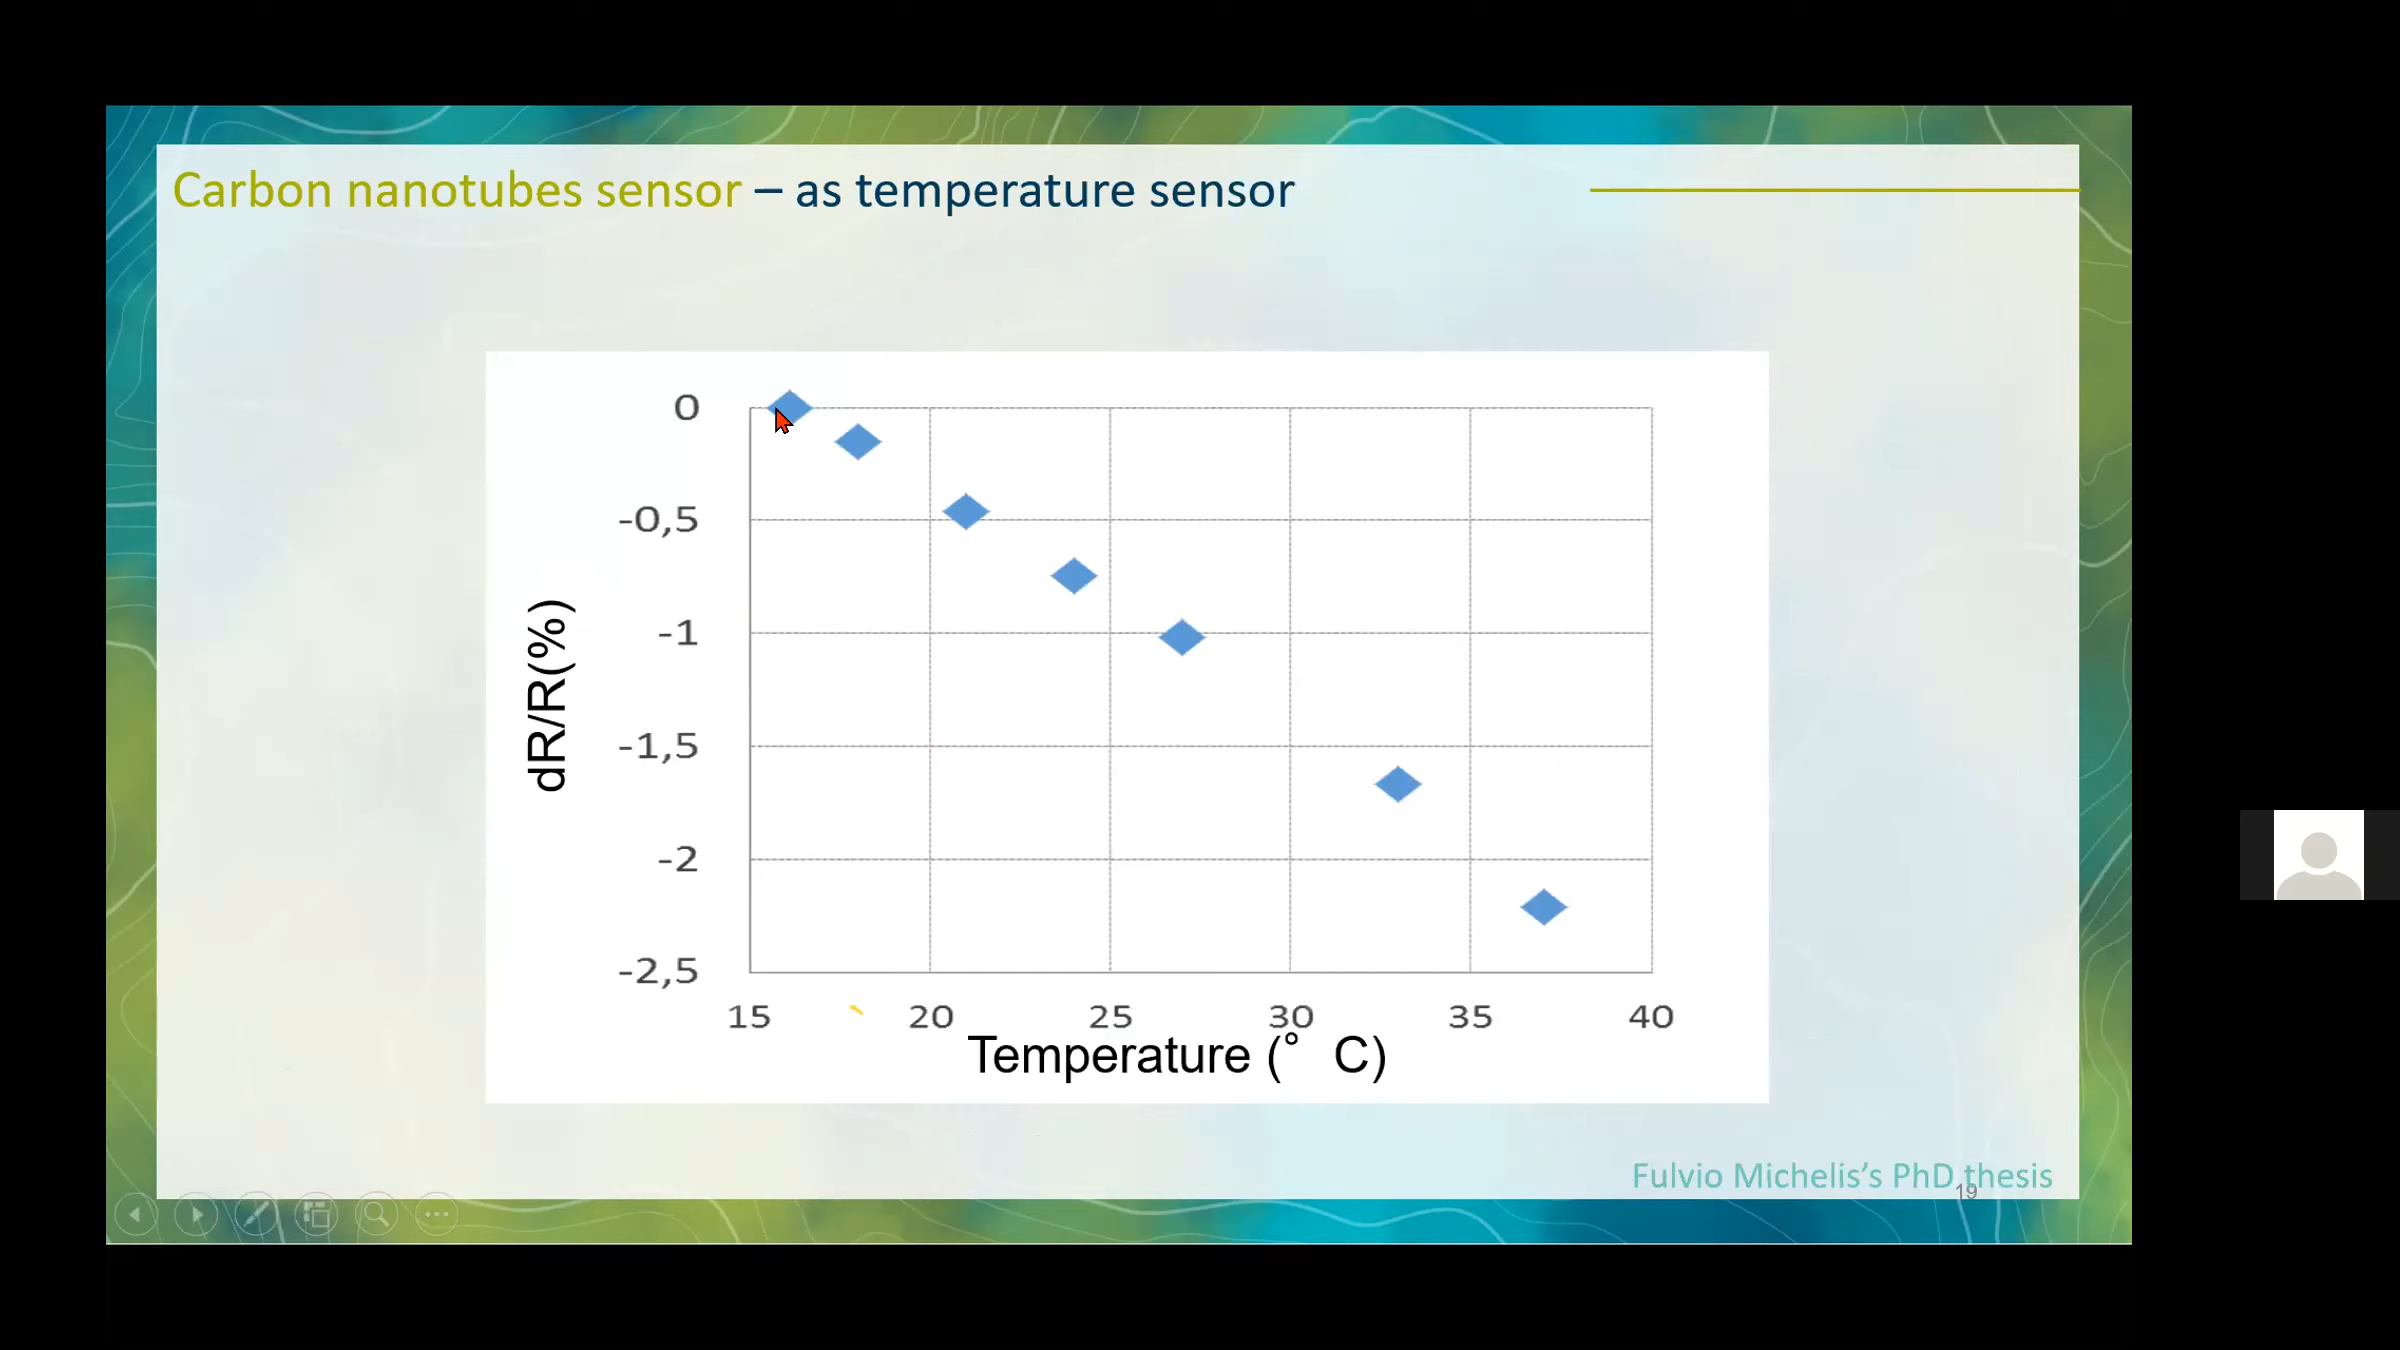 Carbon nanotubes sensor – as temperature sensor
0
-0,5
-1
-1,5
-2
-2,5
dR/R(%)
15 20 25 30 35 40
Temperature (° C)
Fulvio Michelis’s PhD thesis
19